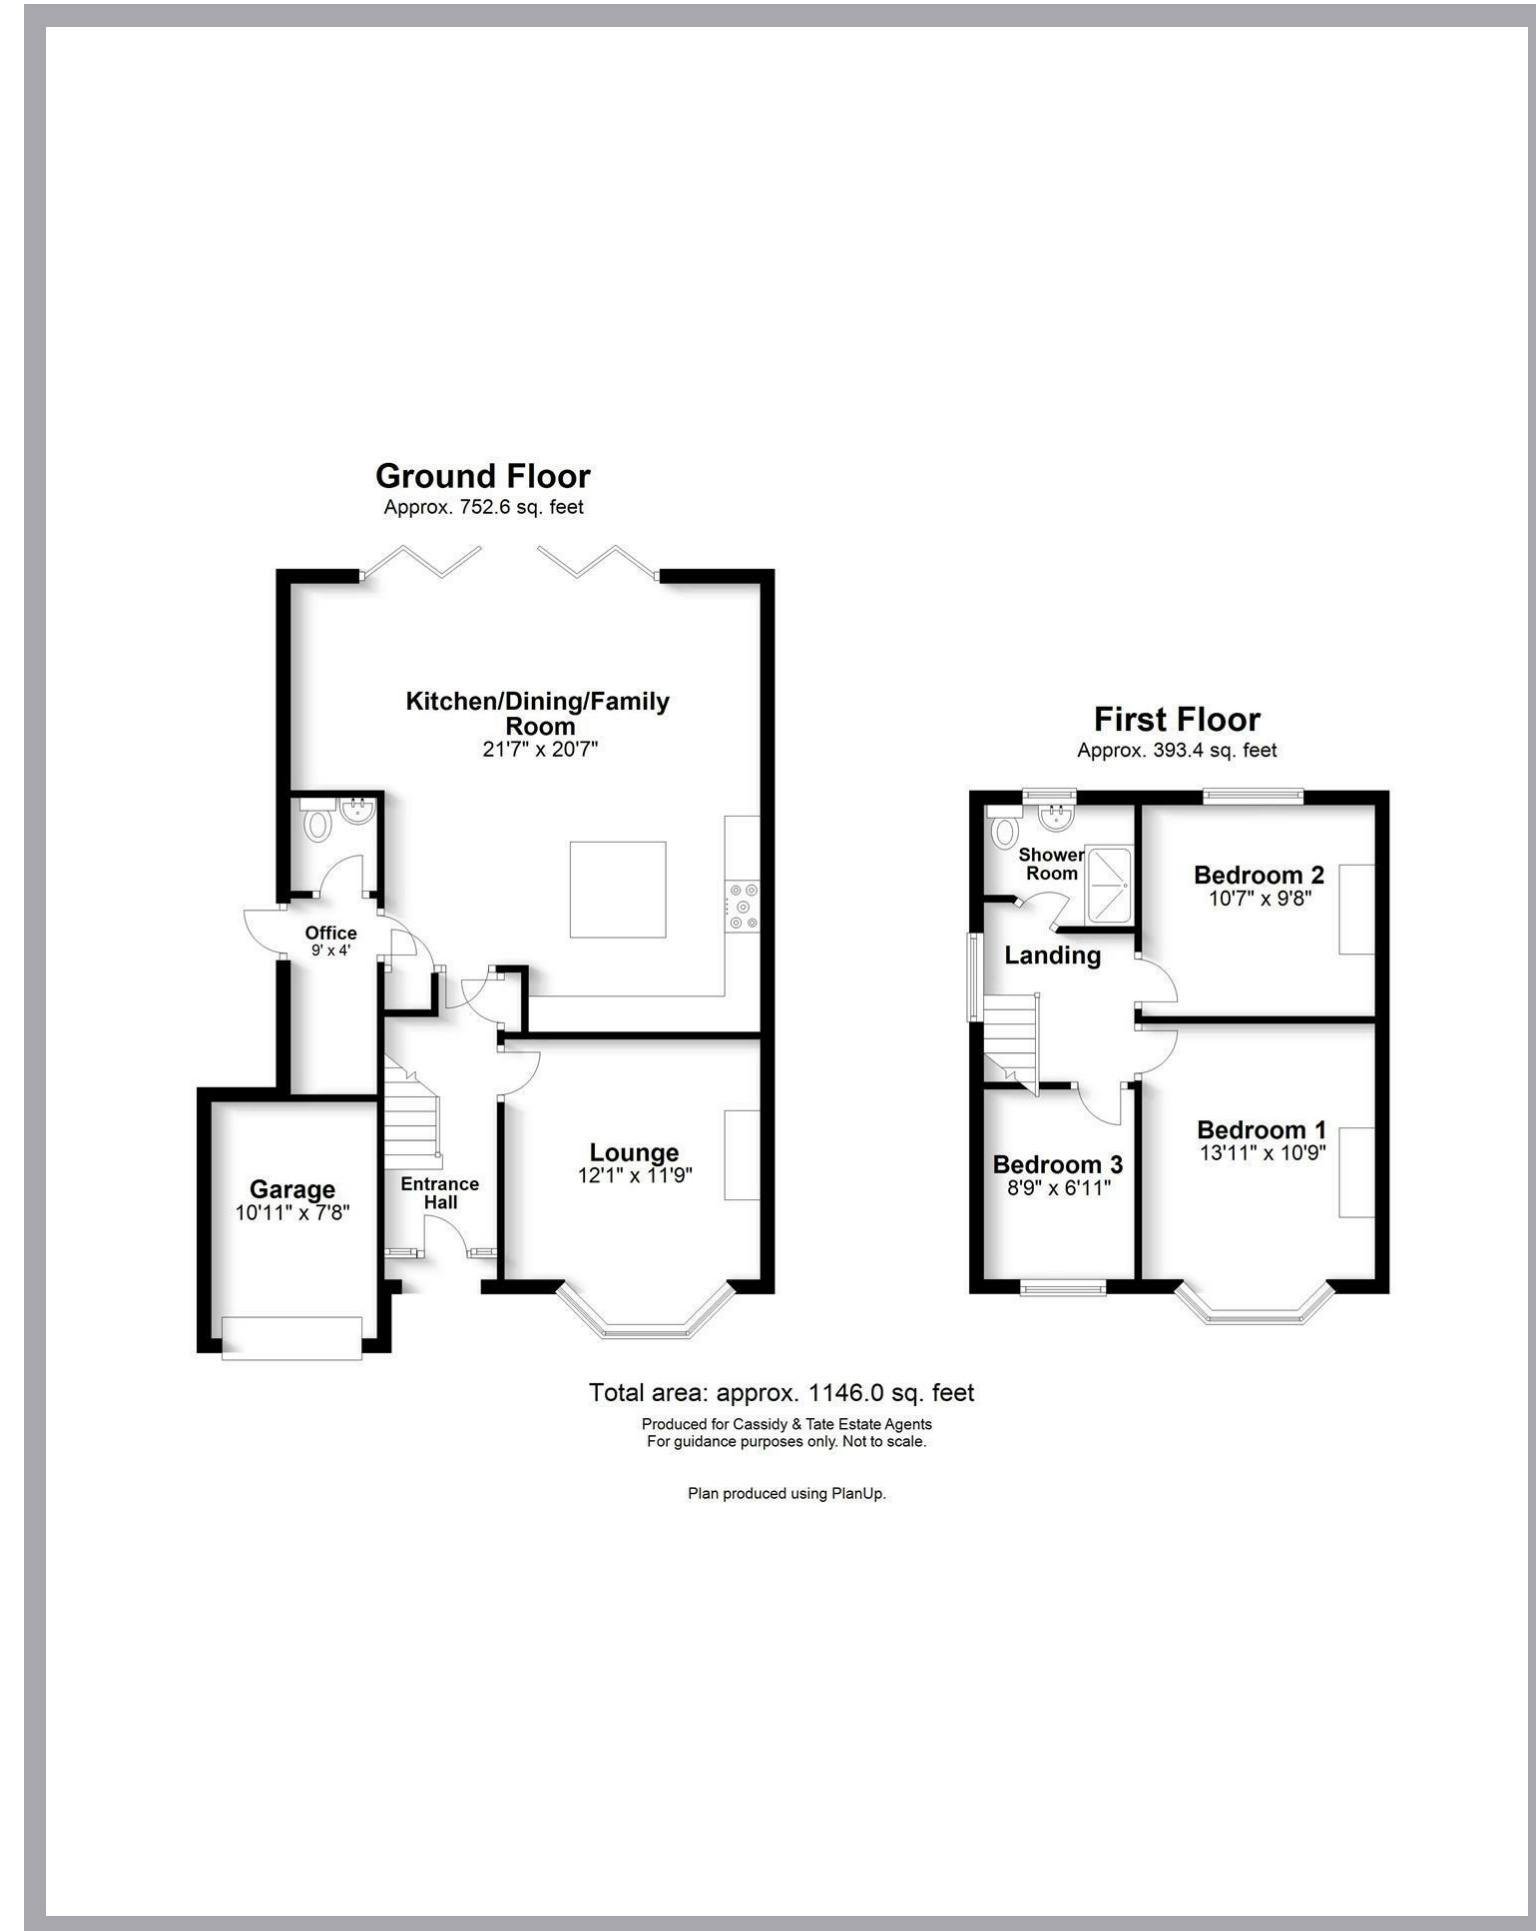 Ground Floor
Approx. 752.6 sq. feet
Kitchen/Dining/Family
Room
21'7" x 20'7"
Office
9' x 4'
Lounge
12'1" x 11'9"
Garage
10'11" x 7'8"
Entrance
Hall
First Floor
Approx. 393.4 sq. feet
Shower
Room
Bedroom 2
10'7" x 9'8"
Landing
Bedroom 1
13'11" x 10'9"
Bedroom 3
8'9" x 6'11"
Total area: approx. 1146.0 sq. feet
Produced for Cassidy & Tate Estate Agents
For guidance purposes only. Not to scale.
Plan produced using PlanUp.